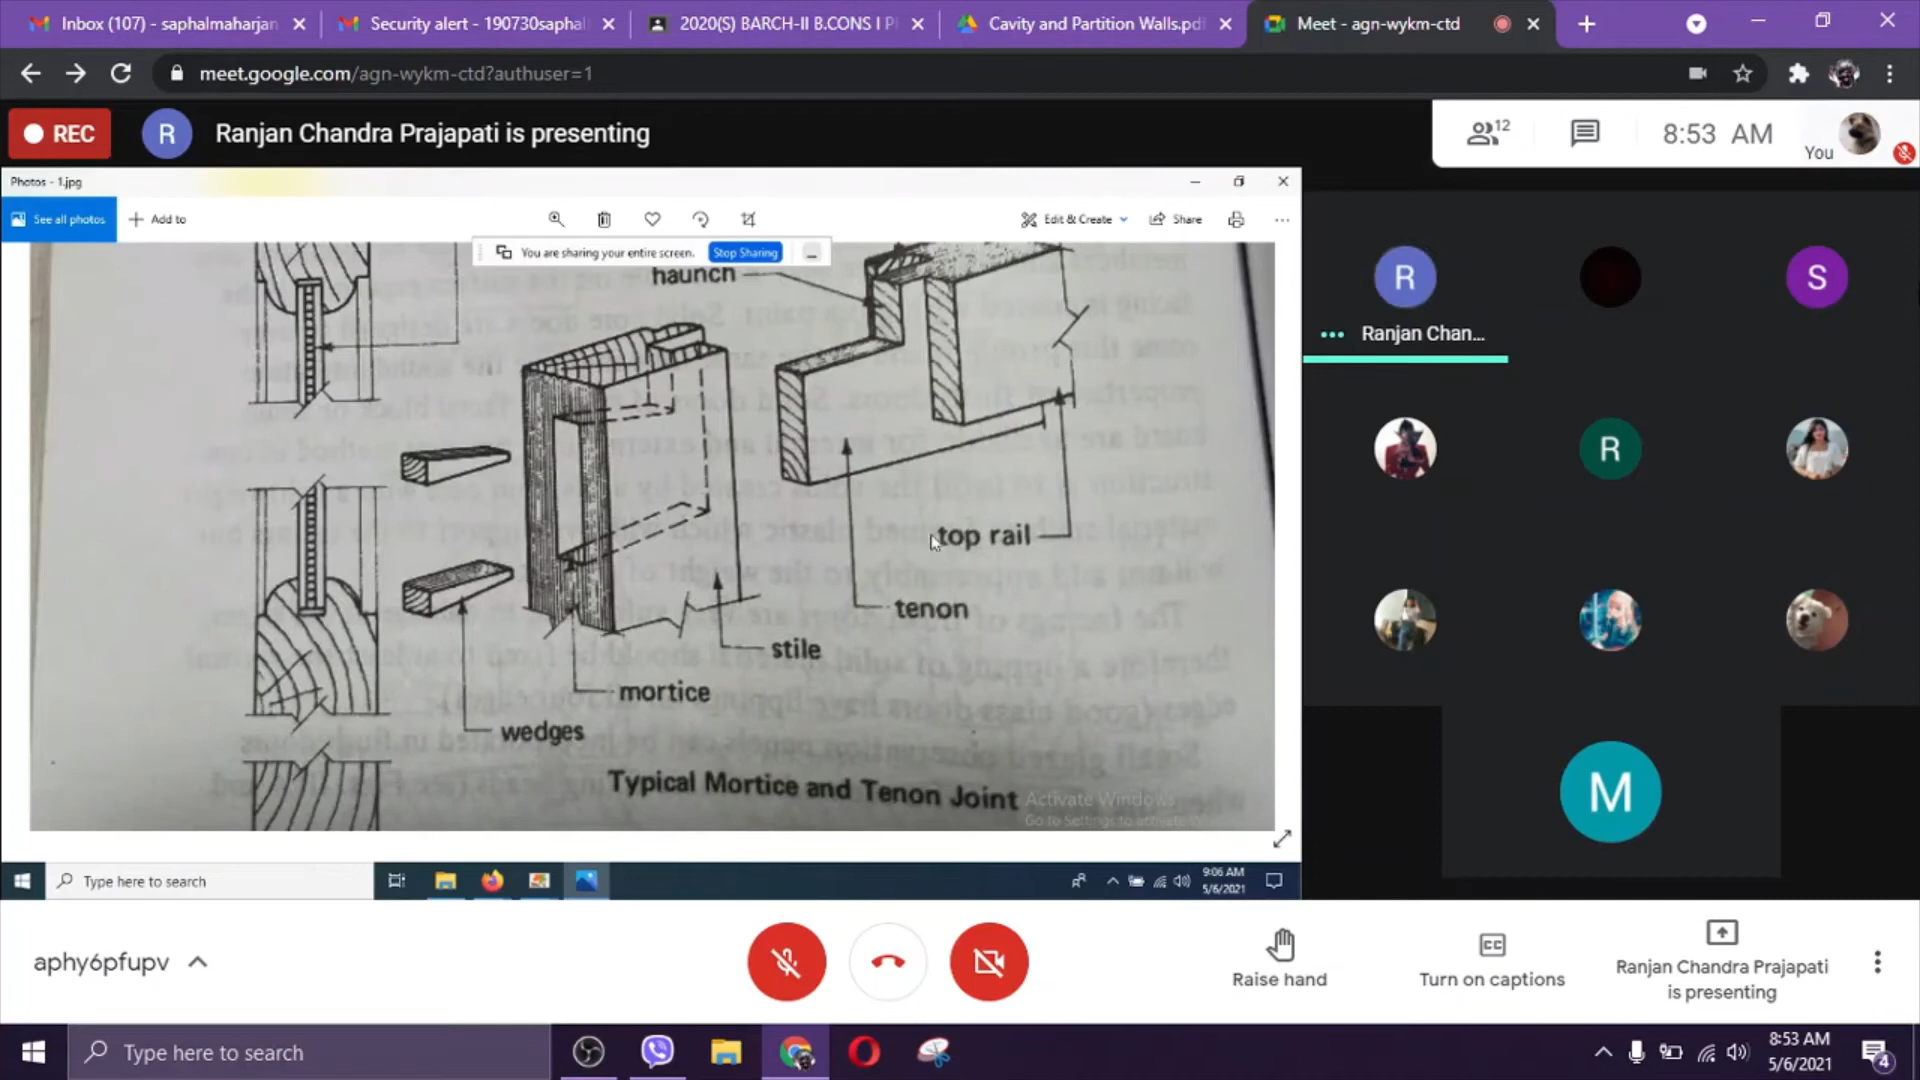 Inbox (107) - saphalmaharjan
Security alert - 190730sapha
2020(S) BARCH-II B.CONS I P
Cavity and Partition Walls.pdf
Meet - agn-wykm-ctd
meet.google.com/agn-wykm-ctd?authuser=1
REC
R
Ranjan Chandra Prajapati is presenting
12
8:53 AM
You
Photos - 1.jpg
See all photos
Add to
Edit & Create
Share
You are sharing your entire screen.
Stop Sharing
haunch
top rail
tenon
stile
mortice
wedges
Typical Mortice and Tenon Joint
Activate Windows
Go to Settings to activate
R
S
Ranjan Chan...
R
M
Type here to search
9:06 AM
5/6/2021
aphy6pfupv
Raise hand
CC
Turn on captions
Ranjan Chandra Prajapati
is presenting
Type here to search
8:53 AM
5/6/2021
4